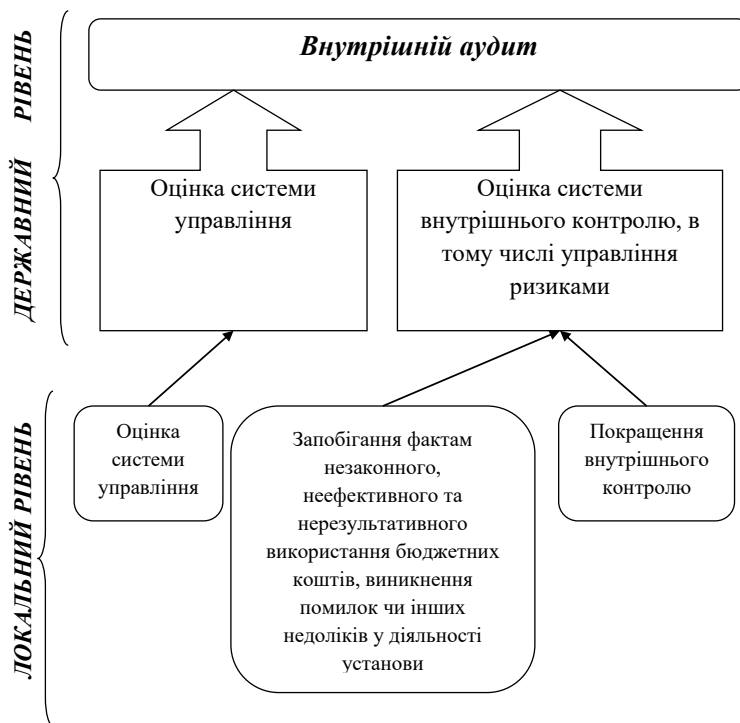 Внутрішній аудит
ДЕРЖАВНИЙ РІВЕНЬ
Оцінка системи
управління
Оцінка системи
внутрішнього контролю, в
тому числі управління
ризиками
ЛОКАЛЬНИЙ РІВЕНЬ
Оцінка
системи
управління
Запобігання фактам
незаконного,
неефективного та
нерезультативного
використання бюджетних
коштів, виникнення
помилок чи інших
недоліків у діяльності
установи
Покращення
внутрішнього
контролю